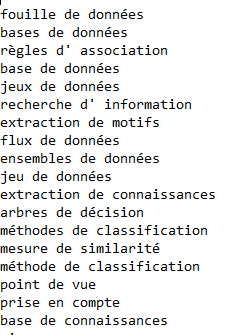 fouille de données
bases de données
règles d' association
base de données
jeux de données
recherche d' information
extraction de motifs
flux de données
ensembles de données
jeu de données
extraction de connaissances
arbres de décision
méthodes de classification
mesure de similarité
méthode de classification
point de vue
prise en compte
base de connaissances